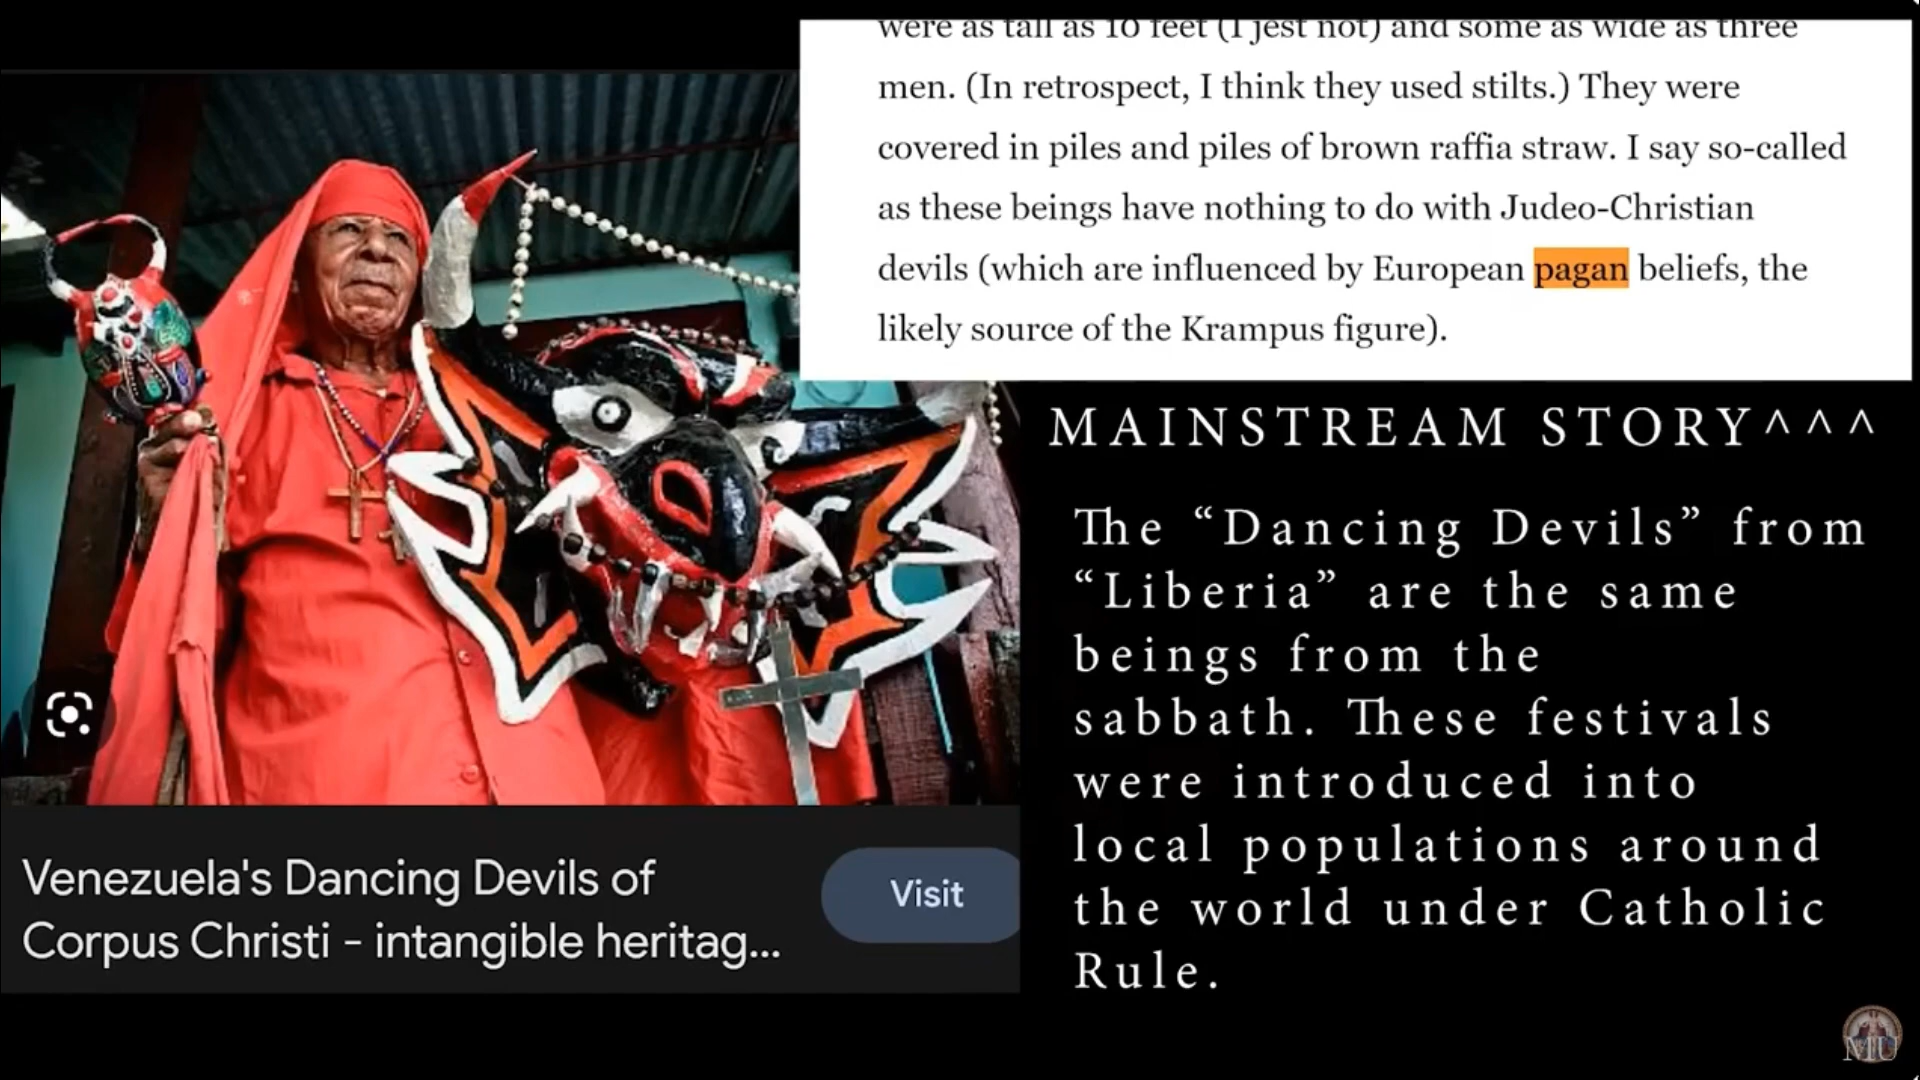 were as tall as 10 feet (I jest not) and some as wide as three
men. (In retrospect, I think they used stilts.) They were
covered in piles and piles of brown raffia straw. I say so-called
as these beings have nothing to do with Judeo-Christian
devils (which are influenced by European pagan beliefs, the
likely source of the Krampus figure).
MAINSTREAM STORY^^^
The “Dancing Devils” from
“Liberia” are the same
beings from the
sabbath. These festivals
were introduced into
local populations around
the world under Catholic
Rule.
Venezuela's Dancing Devils of
Corpus Christi - intangible heritag...
Visit
MU